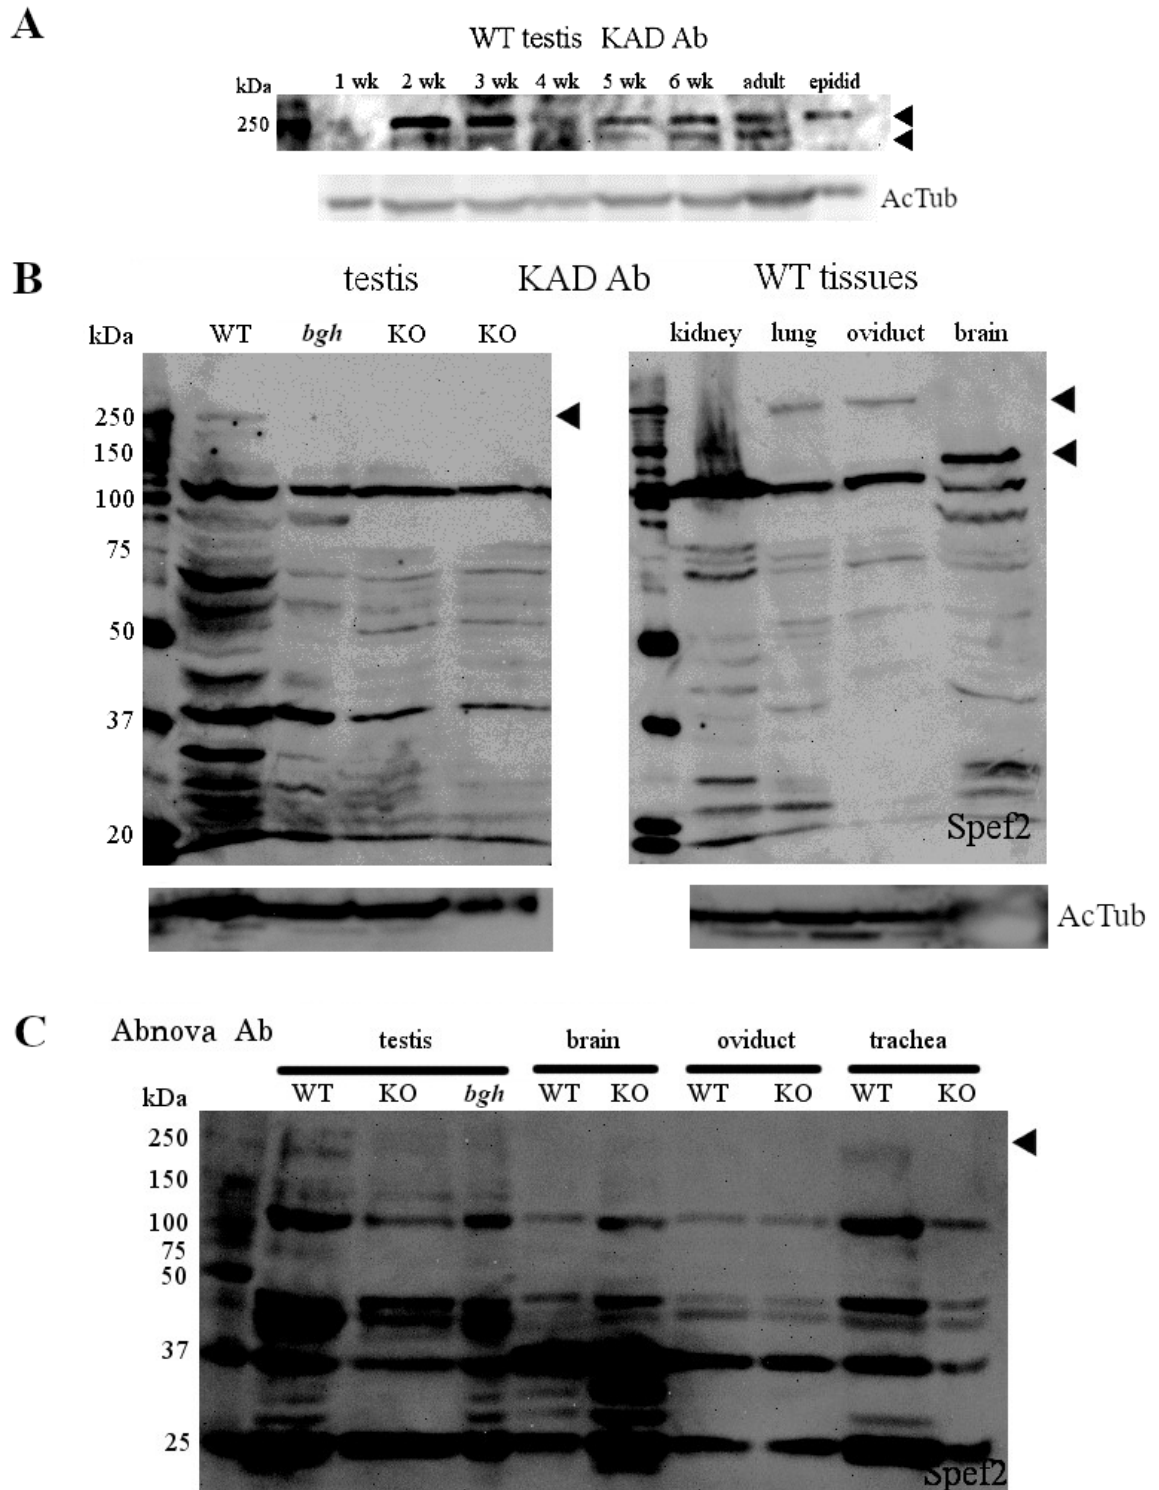 A
WT testis KAD Ab
kDa 1 wk 2 wk 3 wk 4 wk 5 wk 6 wk adult epidid
250
AcTub
B
testis KAD Ab WT tissues
kDa WT bgh KO KO kidney lung oviduct brain
250
150
100
75
50
37
20
Spef2
AcTub
C
Abnova Ab testis brain oviduct trachea
kDa WT KO bgh WT KO WT KO WT KO
250
150
100
75
50
37
25
Spef2